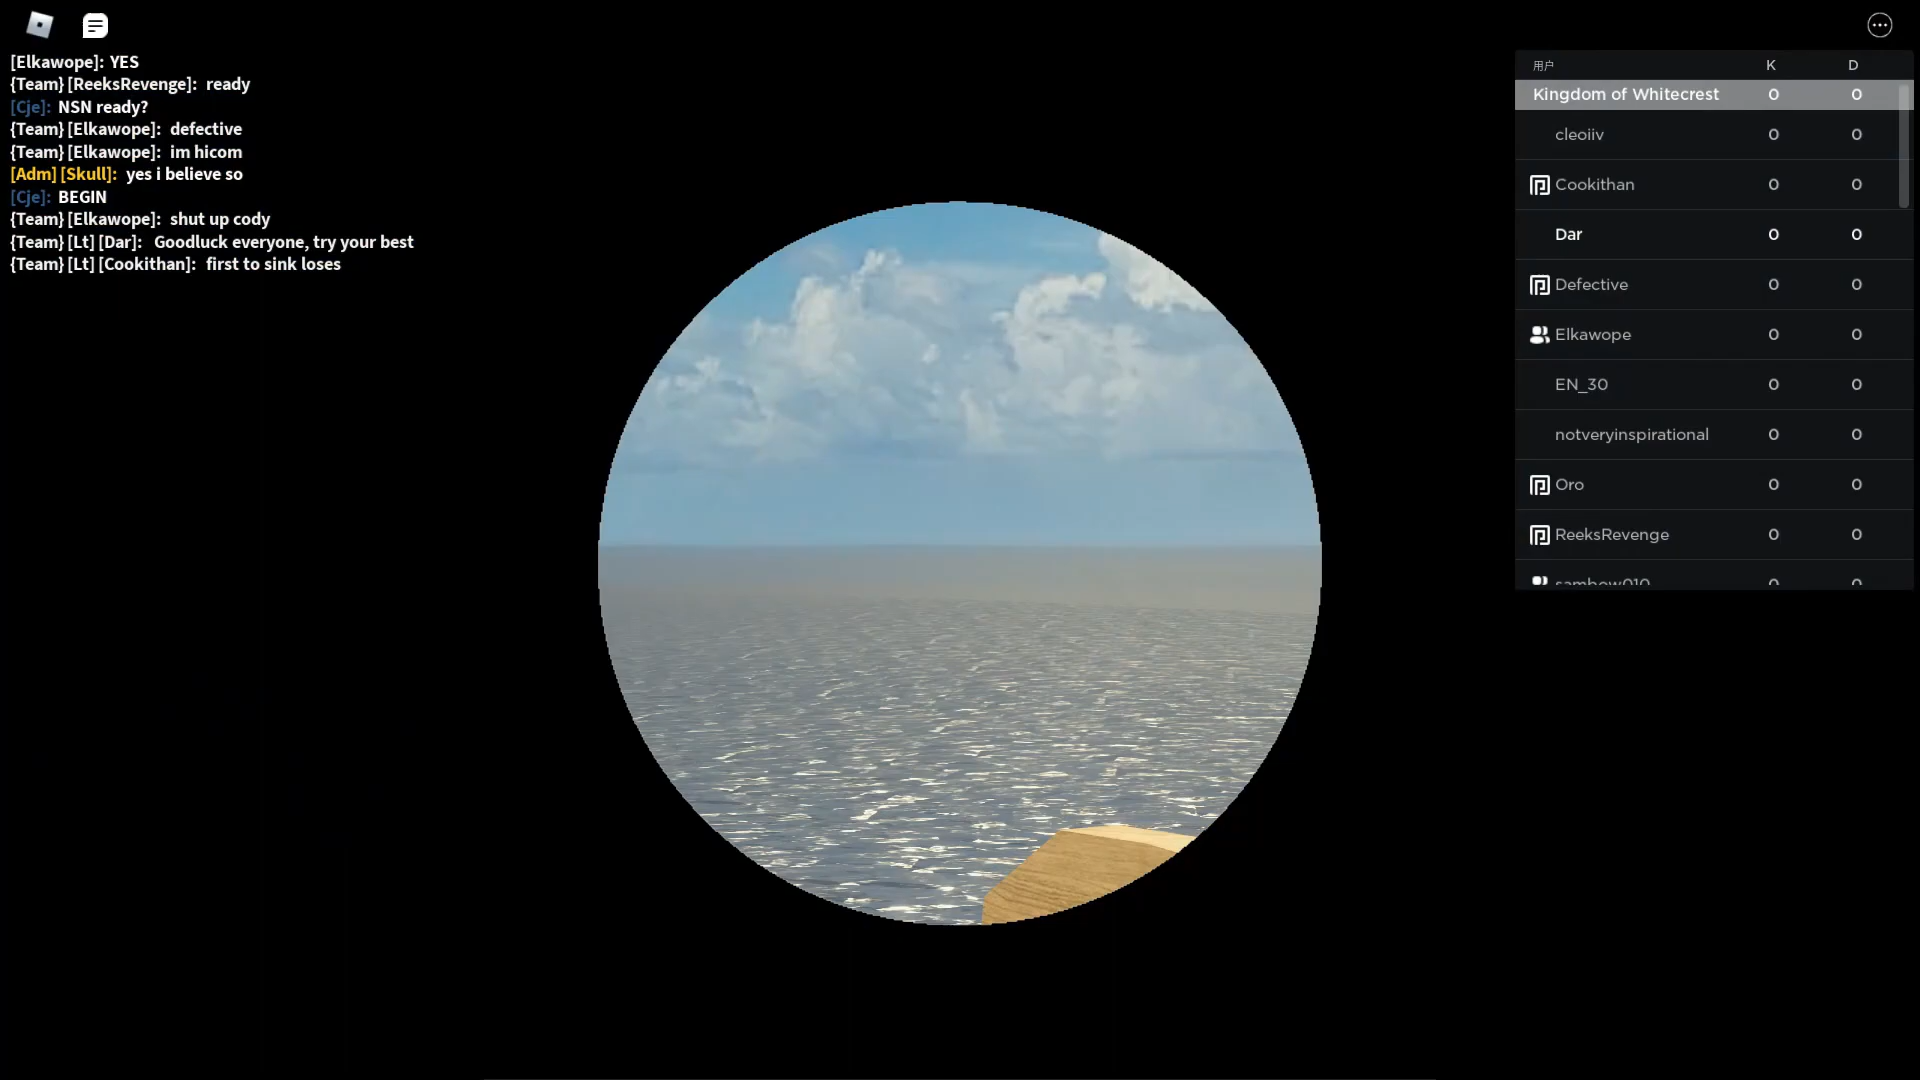 [Elkawope]: YES
{Team} [ReeksRevenge]: ready
[Cje]: NSN ready?
{Team} [Elkawope]: defective
{Team} [Elkawope]: im hicom
[Adm] [Skull]: yes i believe so
[Cje]: BEGIN
{Team} [Elkawope]: shut up cody
{Team} [Lt] [Dar]: Goodluck everyone, try your best
{Team} [Lt] [Cookithan]: first to sink loses
用户 K D
Kingdom of Whitecrest 0 0
cleoiiv 0 0
Cookithan 0 0
Dar 0 0
Defective 0 0
Elkawope 0 0
EN_30 0 0
notveryinspirational 0 0
Oro 0 0
ReeksRevenge 0 0
sambow010 0 0